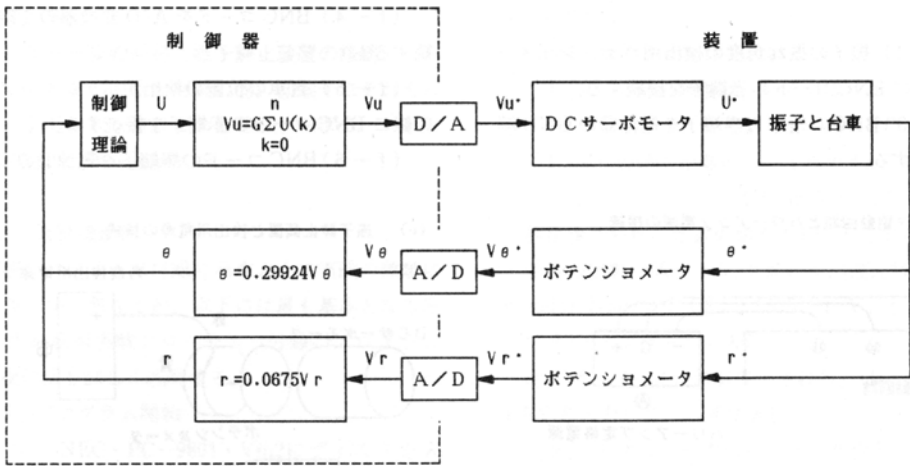 制御器
装置
制御
理論
U
n
Vu=GΣU(k)
k=0
Vu
D/A
Vu*
DCサーボモータ
U*
振子と台車
θ
θ=0.29924Vθ
Vθ
A/D
Vθ*
ポテンショメータ
θ*
r
r=0.0675Vr
Vr
A/D
Vr*
ポテンショメータ
r*